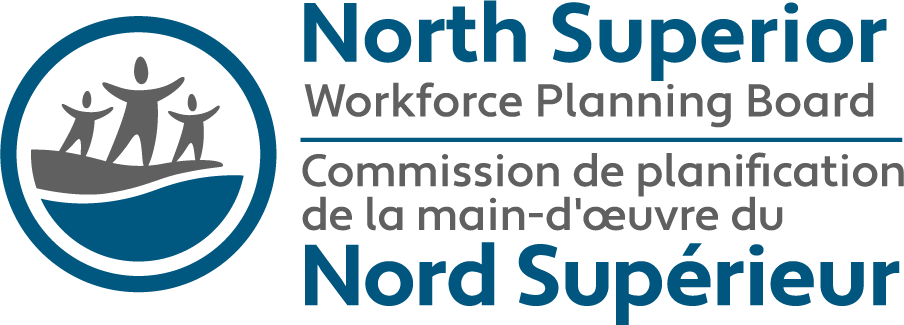 North Superior
Workforce Planning Board
Commission de planification
de la main-d'œuvre du
Nord Supérieur